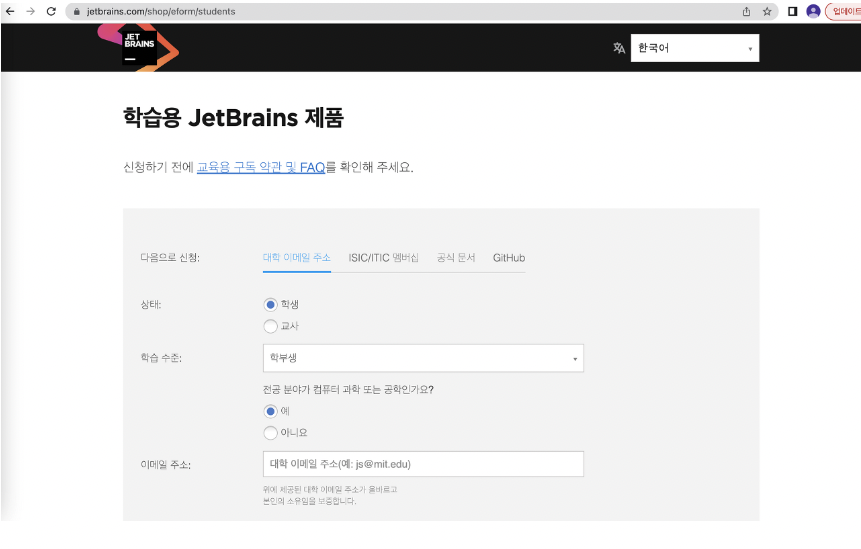 jetbrains.com/shop/eform/students
업데이트
JET
BRAINS
한국어
학습용 JetBrains 제품
신청하기 전에 교육용 구독 약관 및 FAQ를 확인해 주세요.
다음으로 신청: 대학 이메일 주소 ISIC/ITIC 멤버십 공식 문서 GitHub
상태: 학생
교사
학습 수준: 학부생
전공 분야가 컴퓨터 과학 또는 공학인가요?
예
아니요
이메일 주소: 대학 이메일 주소(예: js@mit.edu)
위에 제공된 대학 이메일 주소가 올바르고
본인의 소유임을 보증합니다.